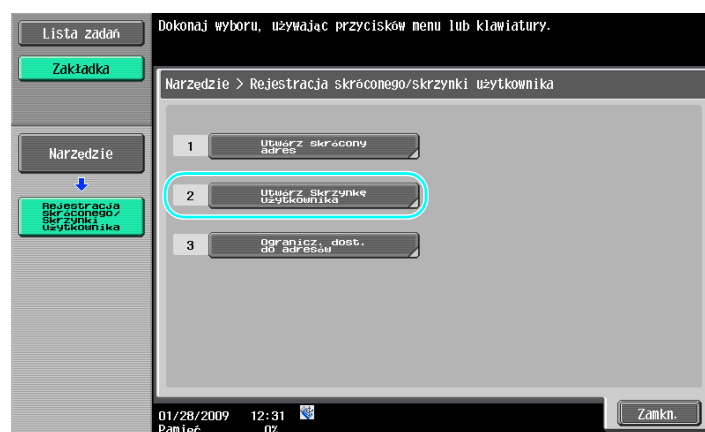 Lista zadań
Dokonaj wyboru, używając przycisków menu lub klawiatury.
Zakładka
Narzędzie > Rejestracja skróconego/skrzynki użytkownika
Narzędzie
Rejestracja
skróconego/
Skrzynki
użytkownika
1 Utwórz skrócony
adres
2 Utwórz Skrzynkę
Użytkownika
3 Ogranicz. dost.
do adresów
01/28/2009 12:31
Pamięć 0%
Zamkn.